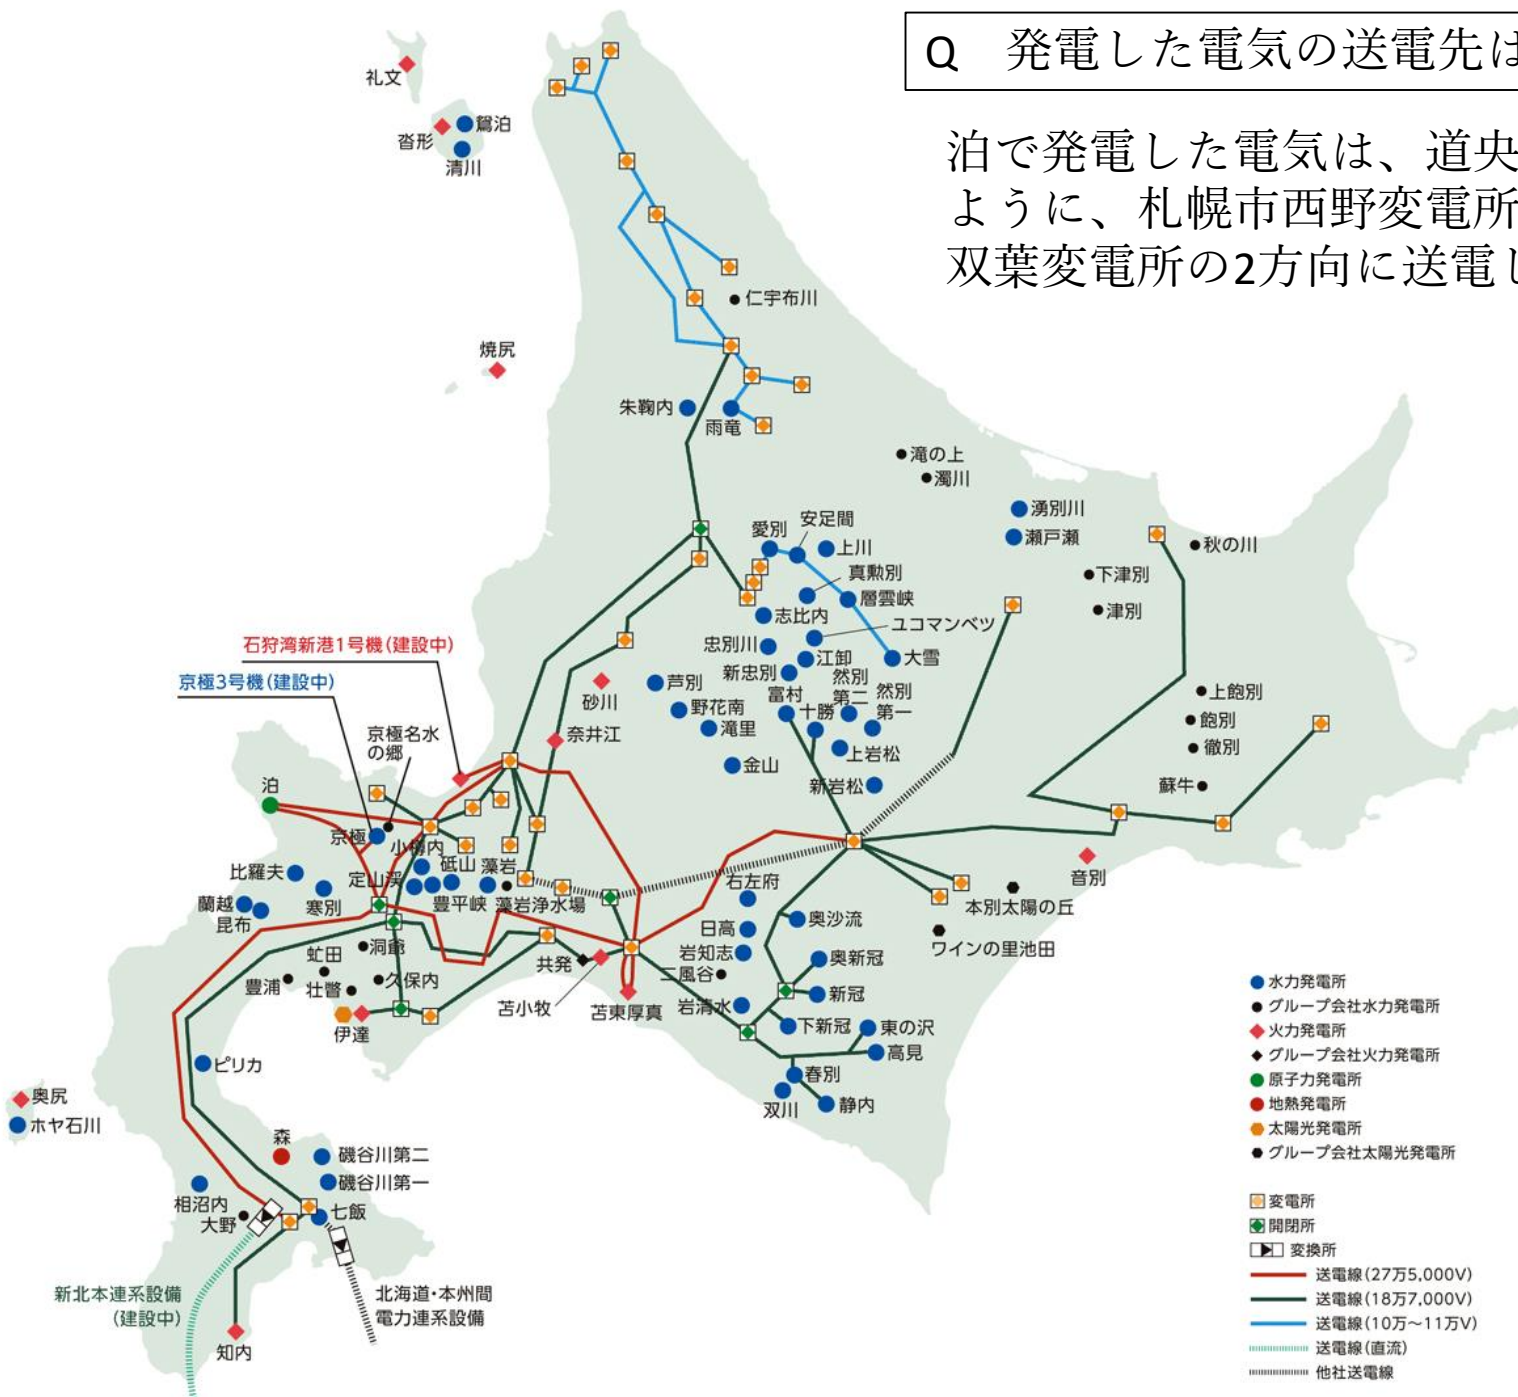 Q 発電した電気の送電先は
泊で発電した電気は、道央
ように、札幌市西野変電所
双葉変電所の2方向に送電し
礼文
沓形
鴛泊
清川
仁宇布川
焼尻
朱鞠内
雨竜
滝の上
濁川
湧別川
瀬戸瀬
愛別
安足間
上川
秋の川
真勲別
下津別
層雲峡
津別
志比内
ユコマンベツ
石狩湾新港1号機(建設中)
忠別川
江卸
大雪
新忠別
京極3号機(建設中)
芦別
富村
然別
第二
然別
第一
砂川
野花南
十勝
上飽別
飽別
京極名水
の郷
奈井江
滝里
上岩松
徹別
金山
新岩松
蘇牛
泊
京極
小樽内
砥山
藻岩
音別
比羅夫
定山渓
右左府
本別太陽の丘
蘭越
昆布
寒別
豊平峡
藻岩浄水場
日高
奥沙流
ワインの里池田
洞爺
虻田
共発
岩知志
奥新冠
豊浦
壮瞥
久保内
二風谷
新冠
苫小牧
苫東厚真
岩清水
下新冠
東の沢
伊達
高見
ピリカ
春別
双川
静内
奥尻
ホヤ石川
森
磯谷川第二
磯谷川第一
相沼内
大野
七飯
新北本連系設備
(建設中)
北海道・本州間
電力連系設備
知内
水力発電所
グループ会社水力発電所
火力発電所
グループ会社火力発電所
原子力発電所
地熱発電所
太陽光発電所
グループ会社太陽光発電所
変電所
開閉所
変換所
送電線(27万5,000V)
送電線(18万7,000V)
送電線(10万～11万V)
送電線(直流)
他社送電線